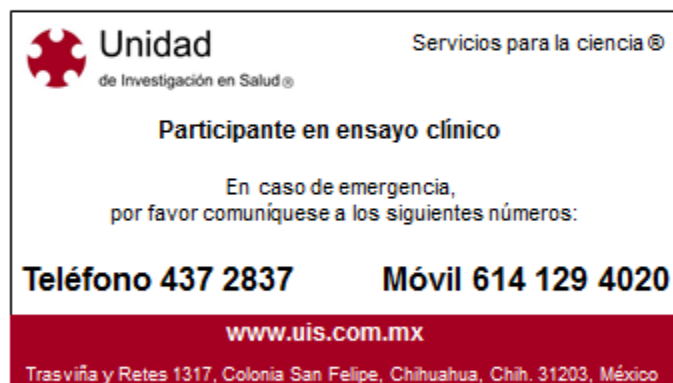 Unidad
de Investigación en Salud ®
Servicios para la ciencia ®
Participante en ensayo clínico
En caso de emergencia,
por favor comuníquese a los siguientes números:
Teléfono 437 2837 Móvil 614 129 4020
www.uis.com.mx
Trasviña y Retes 1317, Colonia San Felipe, Chihuahua, Chih. 31203, México